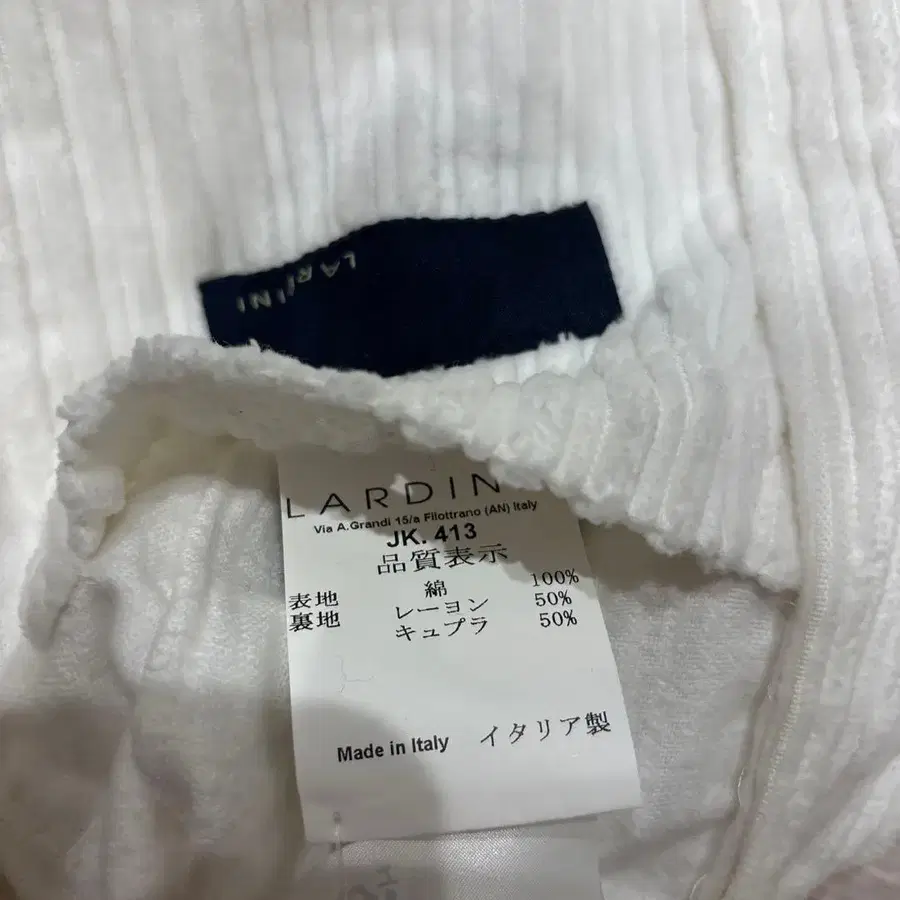 LARDINI
LARDIN
Via A.Grandi 15/a Filottrano (AN) Italy
JK. 413
品質表示
表地 綿 100%
裏地 レーヨン 50%
キュプラ 50%
Made in Italy イタリア製